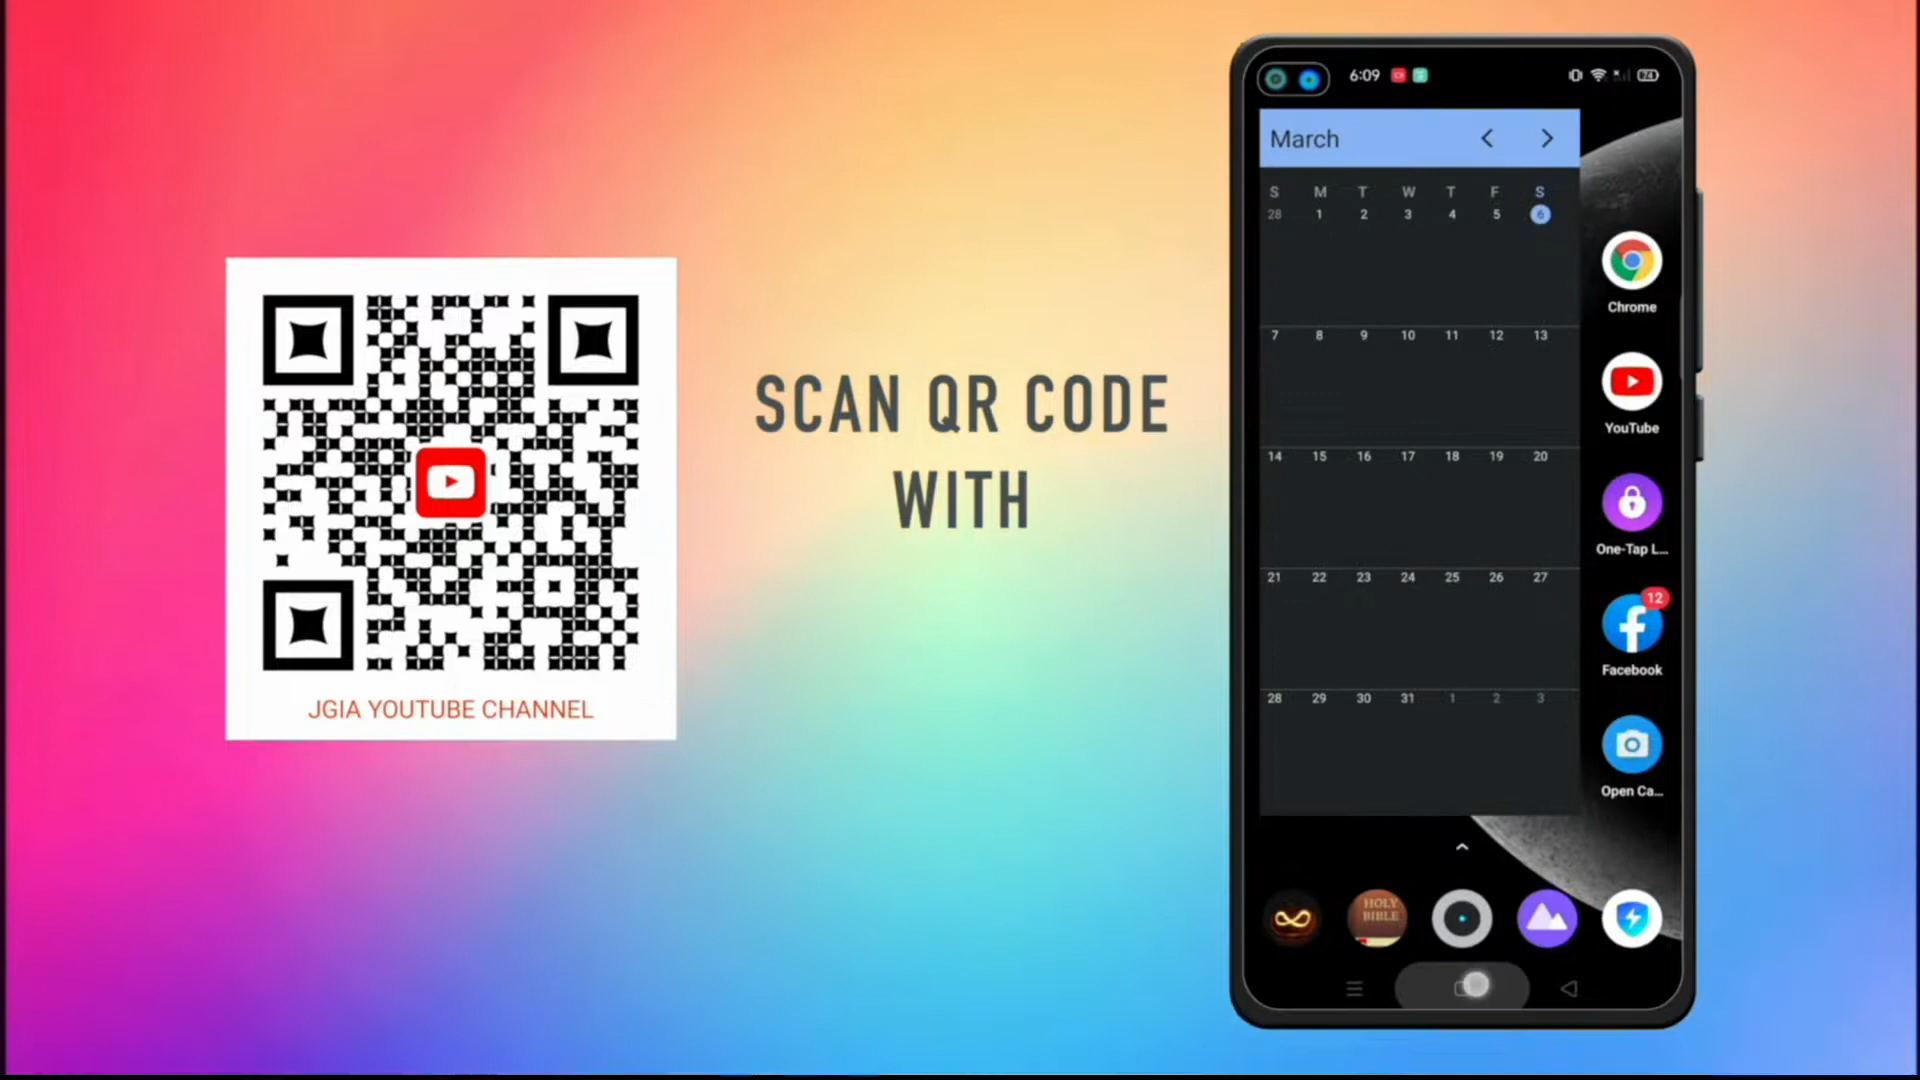 JGIA YOUTUBE CHANNEL
SCAN QR CODE
WITH
6:09
74
March
S M T W T F S
28 1 2 3 4 5 6
7 8 9 10 11 12 13
14 15 16 17 18 19 20
21 22 23 24 25 26 27
28 29 30 31 1 2 3
Chrome
YouTube
One-Tap L...
12
Facebook
Open Ca...
HOLY
BIBLE